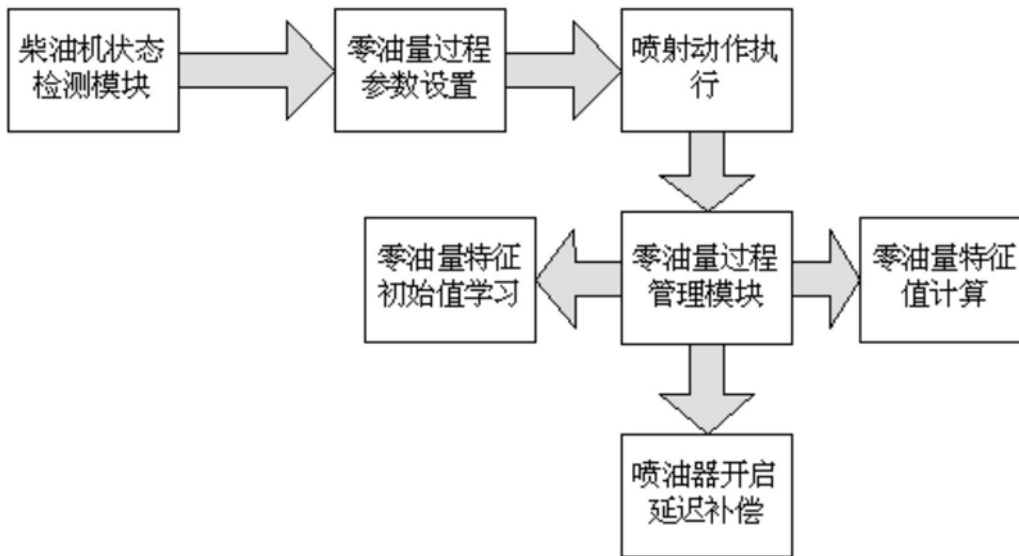 柴油机状态
检测模块
零油量过程
参数设置
喷射动作执
行
零油量特征
初始值学习
零油量过程
管理模块
零油量特征
值计算
喷油器开启
延迟补偿